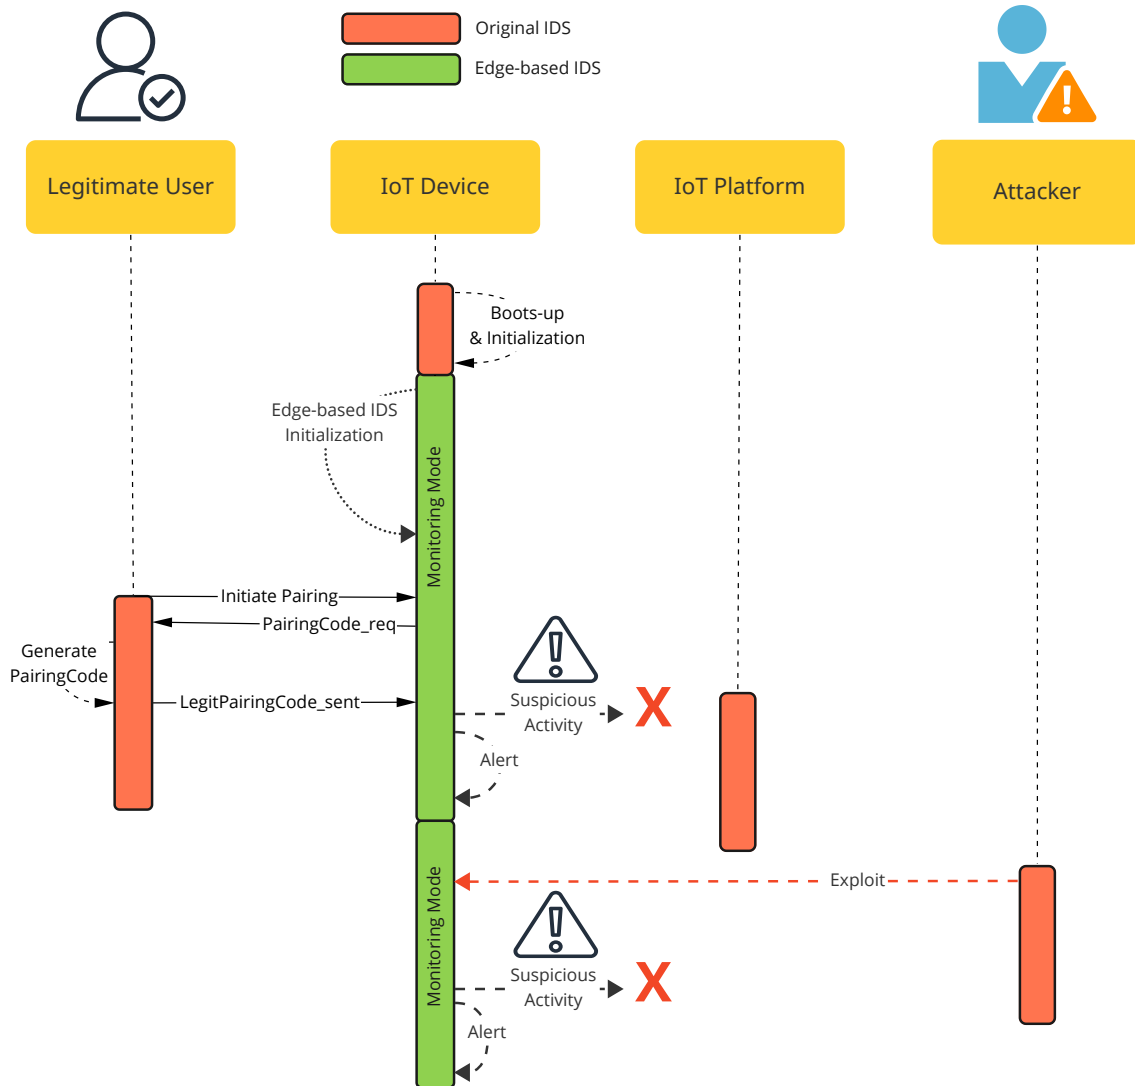 Original IDS
Edge-based IDS
Legitimate User
IoT Device
IoT Platform
Attacker
Boots-up
& Initialization
Edge-based IDS
Initialization
Monitoring Mode
Initiate Pairing
PairingCode_req
Generate
PairingCode
LegitPairingCode_sent
Suspicious
Activity
X
Alert
Exploit
Monitoring Mode
Suspicious
Activity
X
Alert